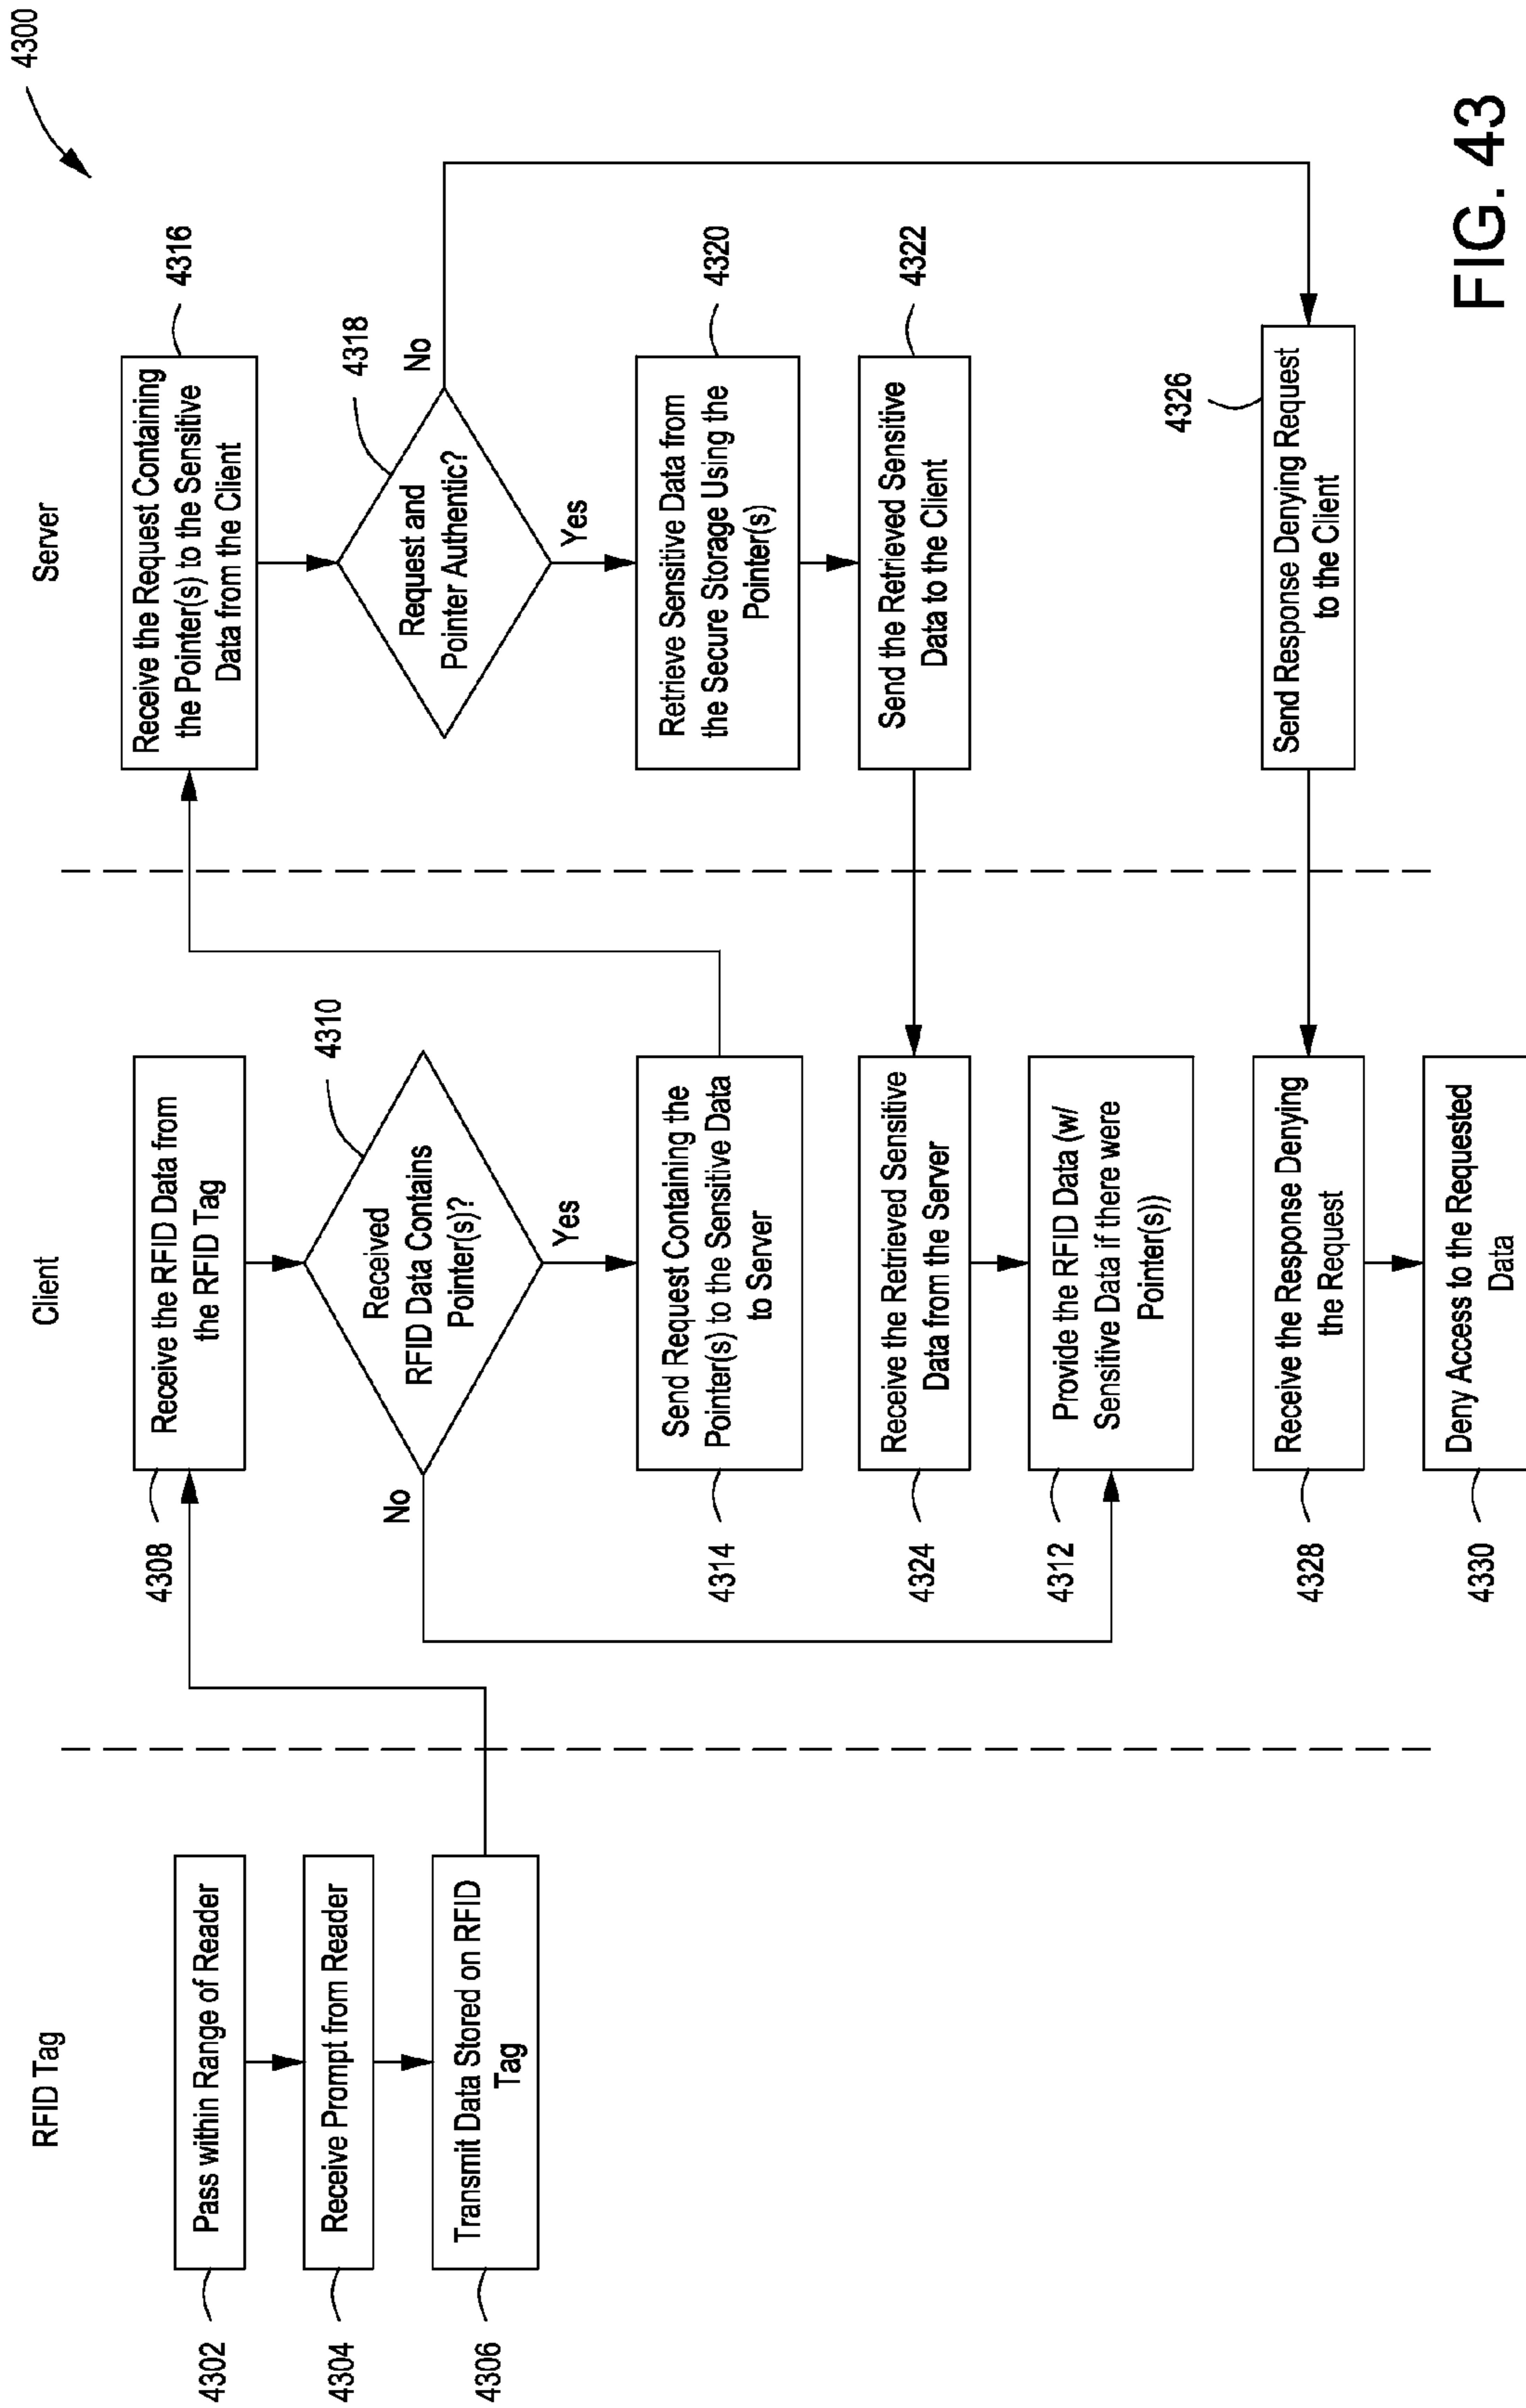 4300
RFID Tag
Client
Server
4302
Pass within Range of Reader
4304
Receive Prompt from Reader
4306
Transmit Data Stored on RFID
Tag
4308
Receive the RFID Data from
the RFID Tag
4310
Received
RFID Data Contains
Pointer(s)?
No
Yes
4314
Send Request Containing the
Pointer(s) to the Sensitive Data
to Server
4324
Receive the Retrieved Sensitive
Data from the Server
4312
Provide the RFID Data (w/
Sensitive Data if there were
Pointer(s))
4328
Receive the Response Denying
the Request
4330
Deny Access to the Requested
Data
4316
Receive the Request Containing
the Pointer(s) to the Sensitive
Data from the Client
4318
Request and
Pointer Authentic?
No
Yes
4320
Retrieve Sensitive Data from
the Secure Storage Using the
Pointer(s)
4322
Send the Retrieved Sensitive
Data to the Client
4326
Send Response Denying Request
to the Client
FIG. 43